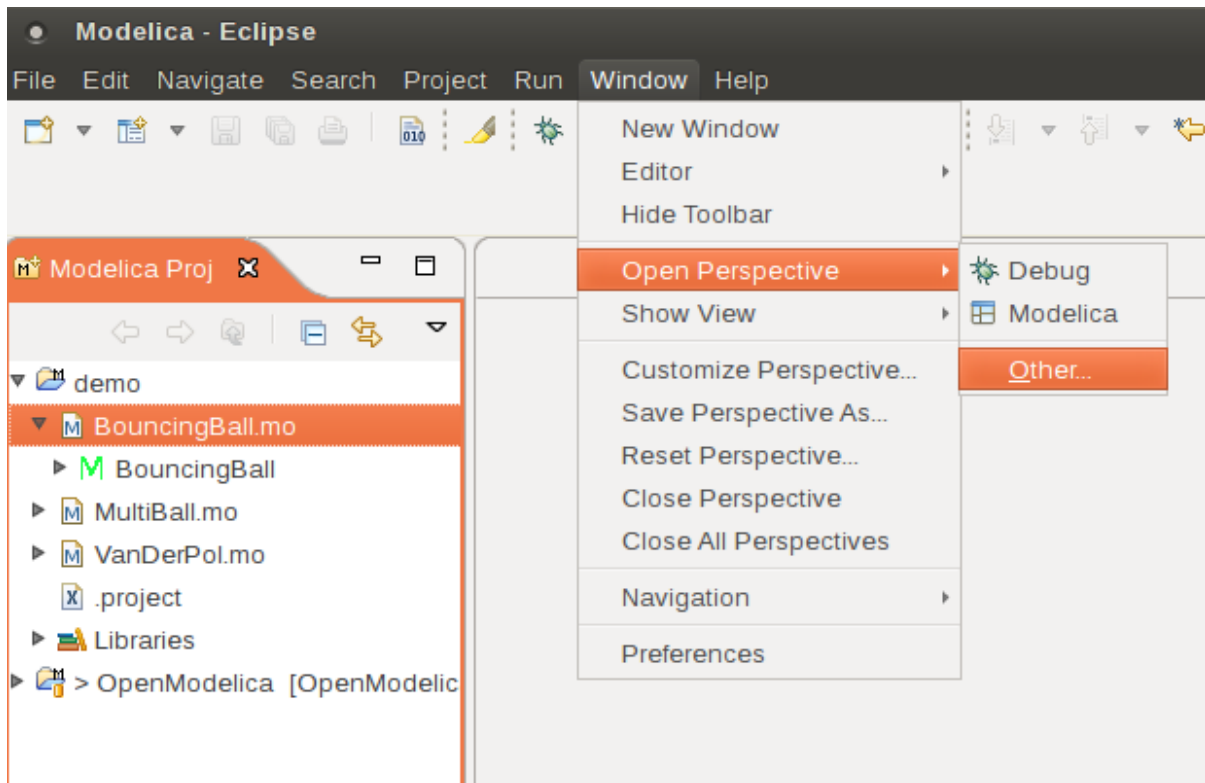 Modelica - Eclipse
File Edit Navigate Search Project Run Window Help
010
New Window
Editor
Hide Toolbar
Open Perspective
Show View
Customize Perspective...
Save Perspective As...
Reset Perspective...
Close Perspective
Close All Perspectives
Navigation
Preferences
Debug
Modelica
Other...
Modelica Proj
demo
BouncingBall.mo
BouncingBall
MultiBall.mo
VanDerPol.mo
.project
Libraries
> OpenModelica [OpenModelic